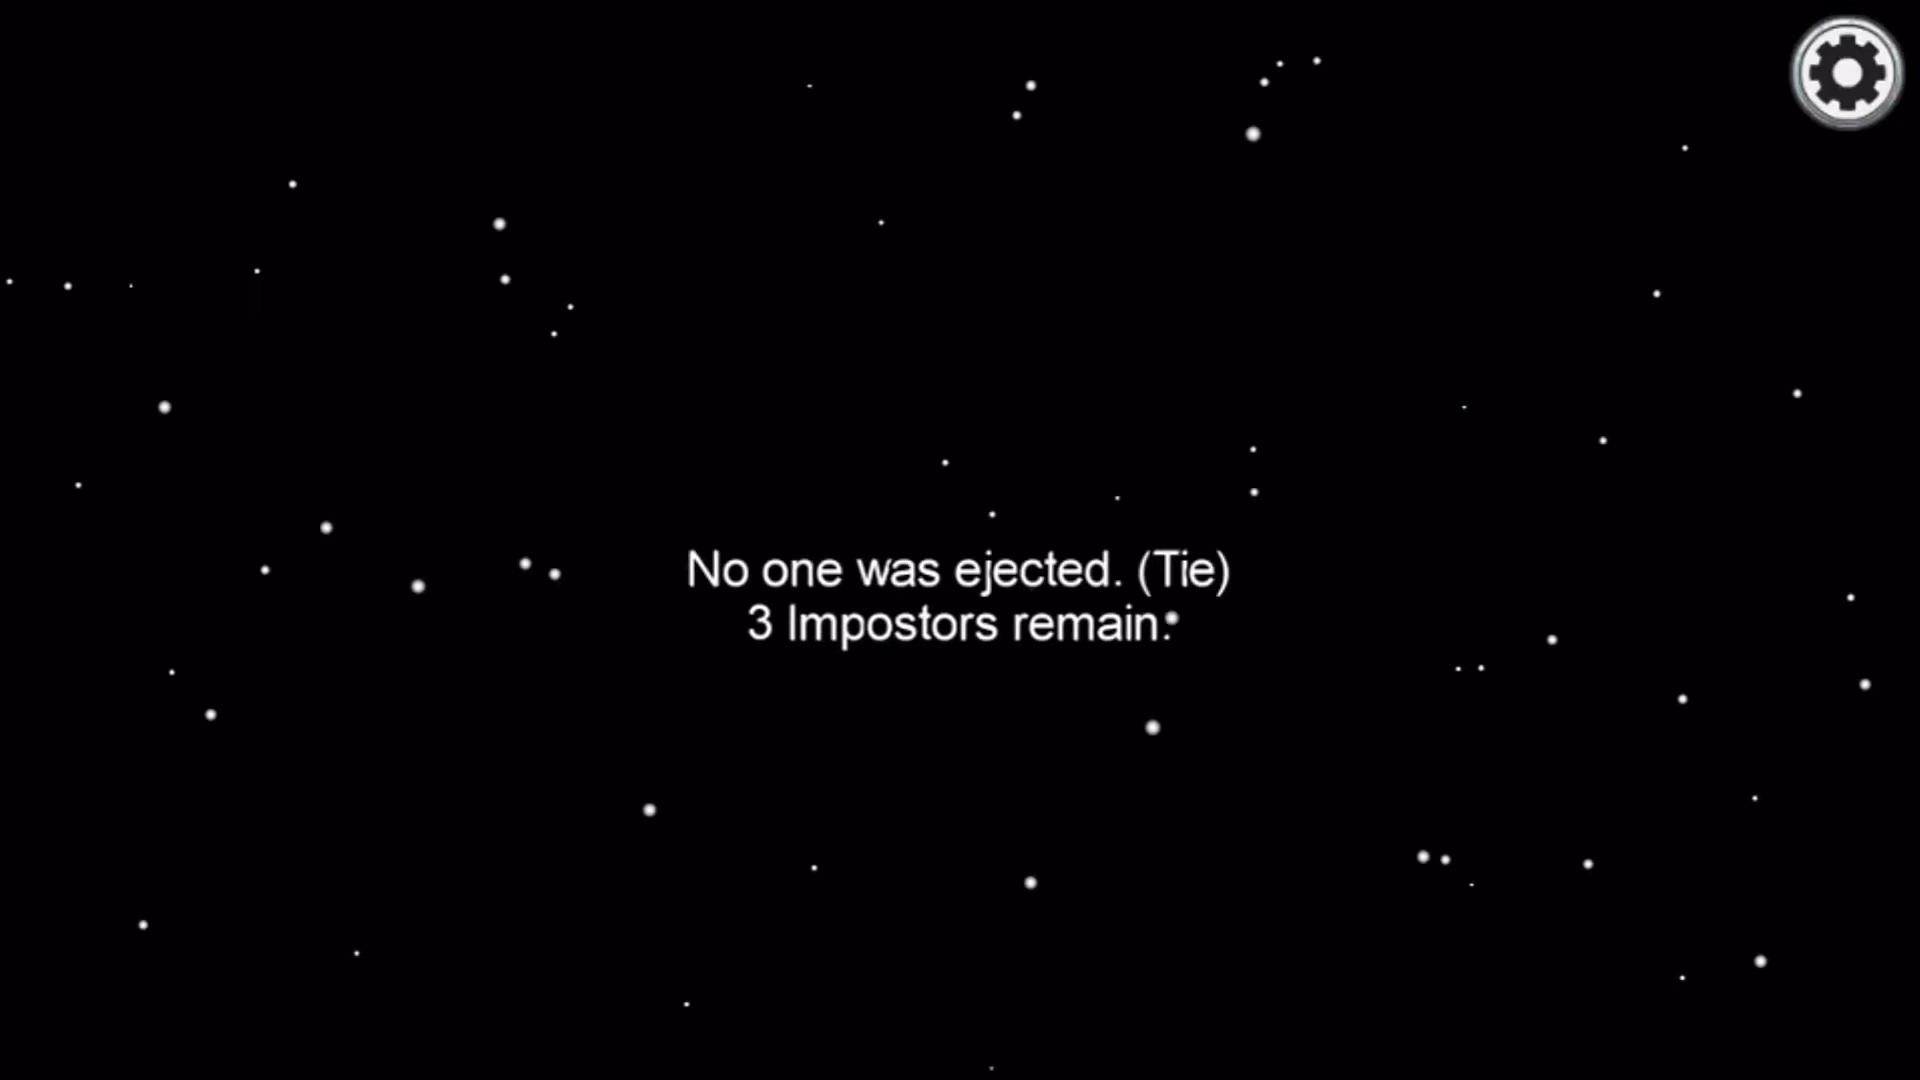 No one was ejected. (Tie)
3 Impostors remain.